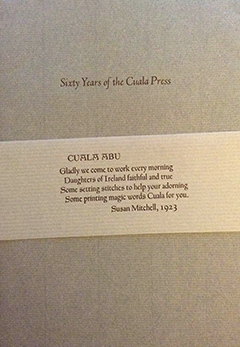 Sixty Years of the Cuala Press
CUALA ABU
Gladly we come to work every morning
Daughters of Ireland faithful and true
Some setting stitches to help your adorning
Some printing magic words Cuala for you.
Susan Mitchell, 1923